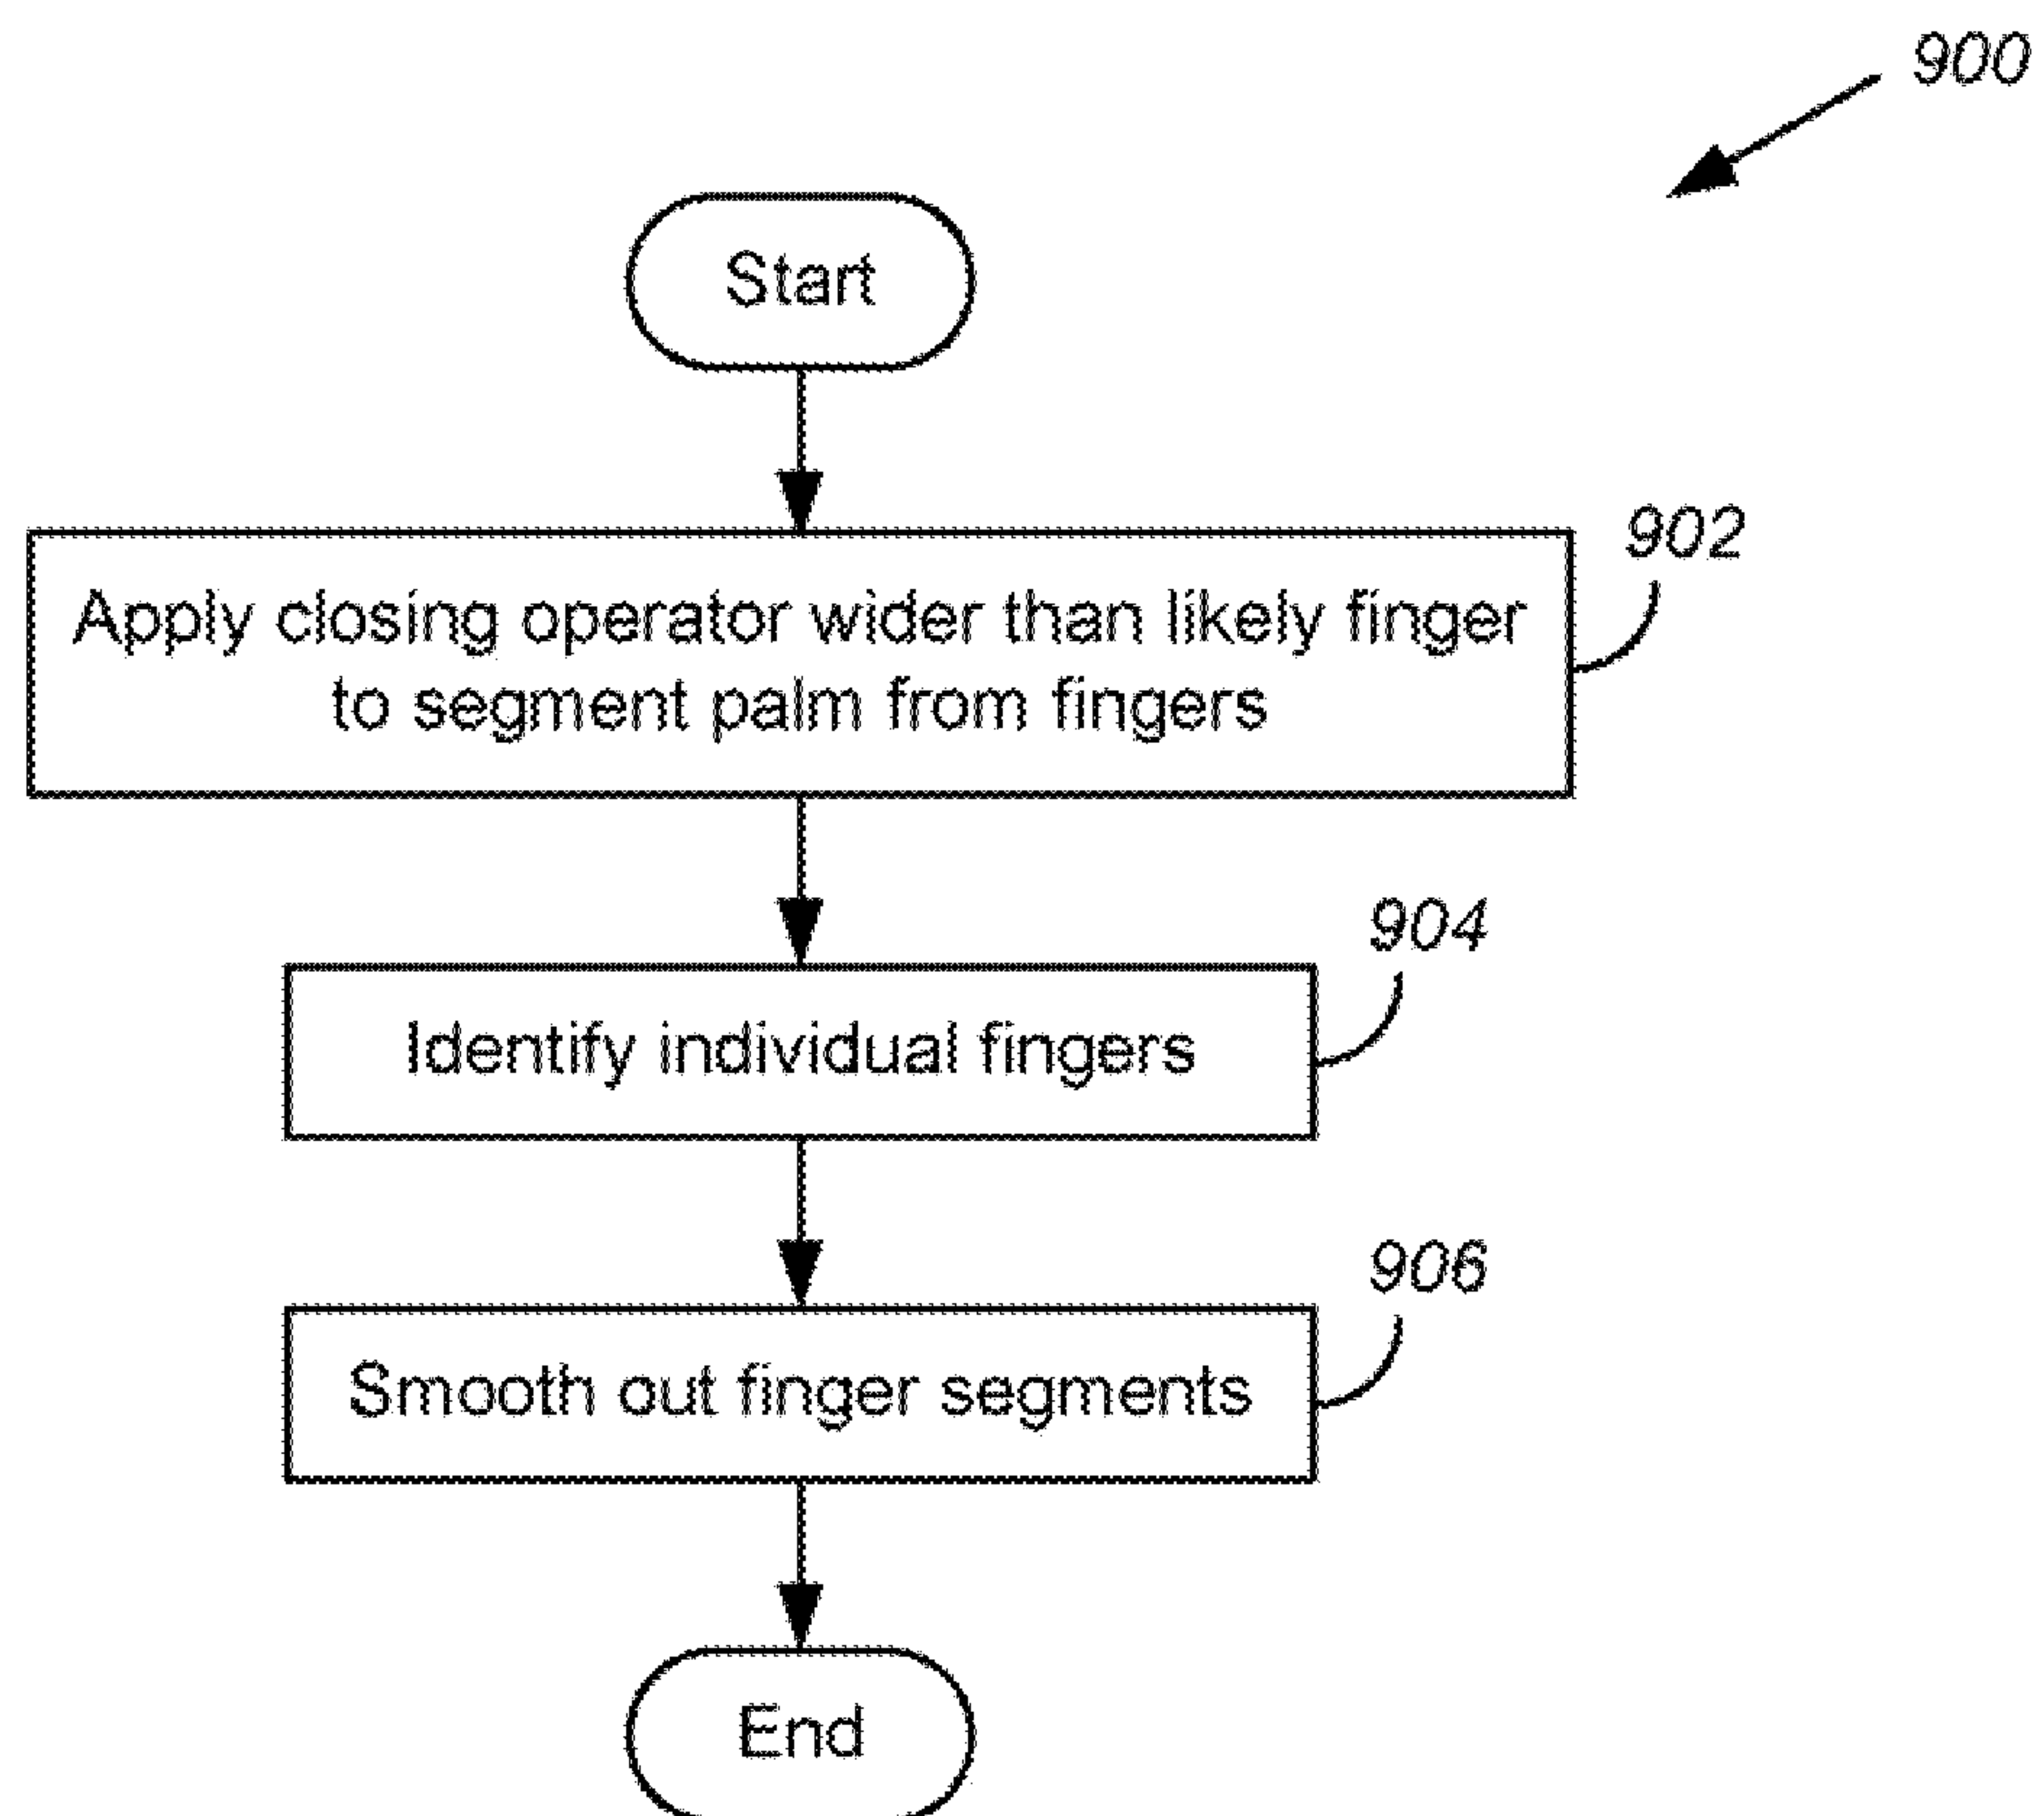 900
Start
902
Apply closing operator wider than likely finger
to segment palm from fingers
904
Identify individual fingers
906
Smooth out finger segments
End